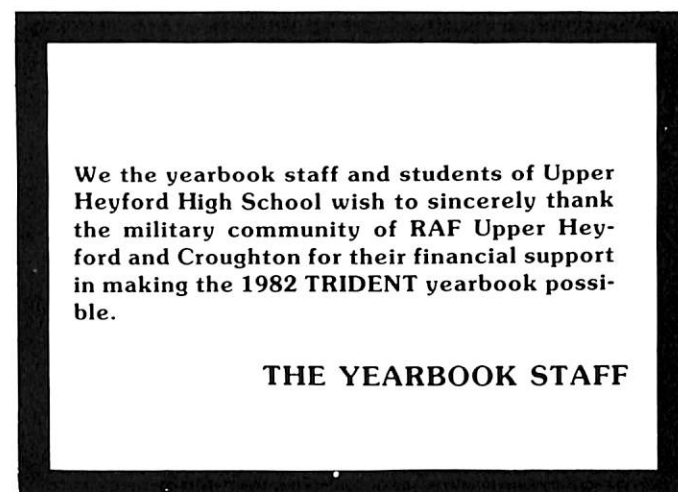 We the yearbook staff and students of Upper
Heyford High School wish to sincerely thank
the military community of RAF Upper Hey-
ford and Croughton for their financial support
in making the 1982 TRIDENT yearbook possi-
ble.
THE YEARBOOK STAFF